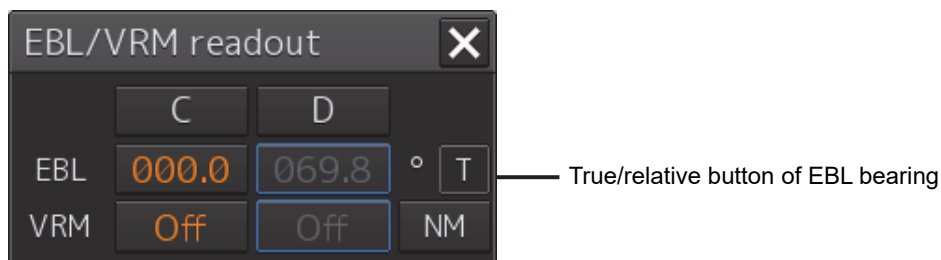 EBL/VRM readout X
C D
EBL 000.0 069.8 ° T
True/relative button of EBL bearing
VRM Off Off NM